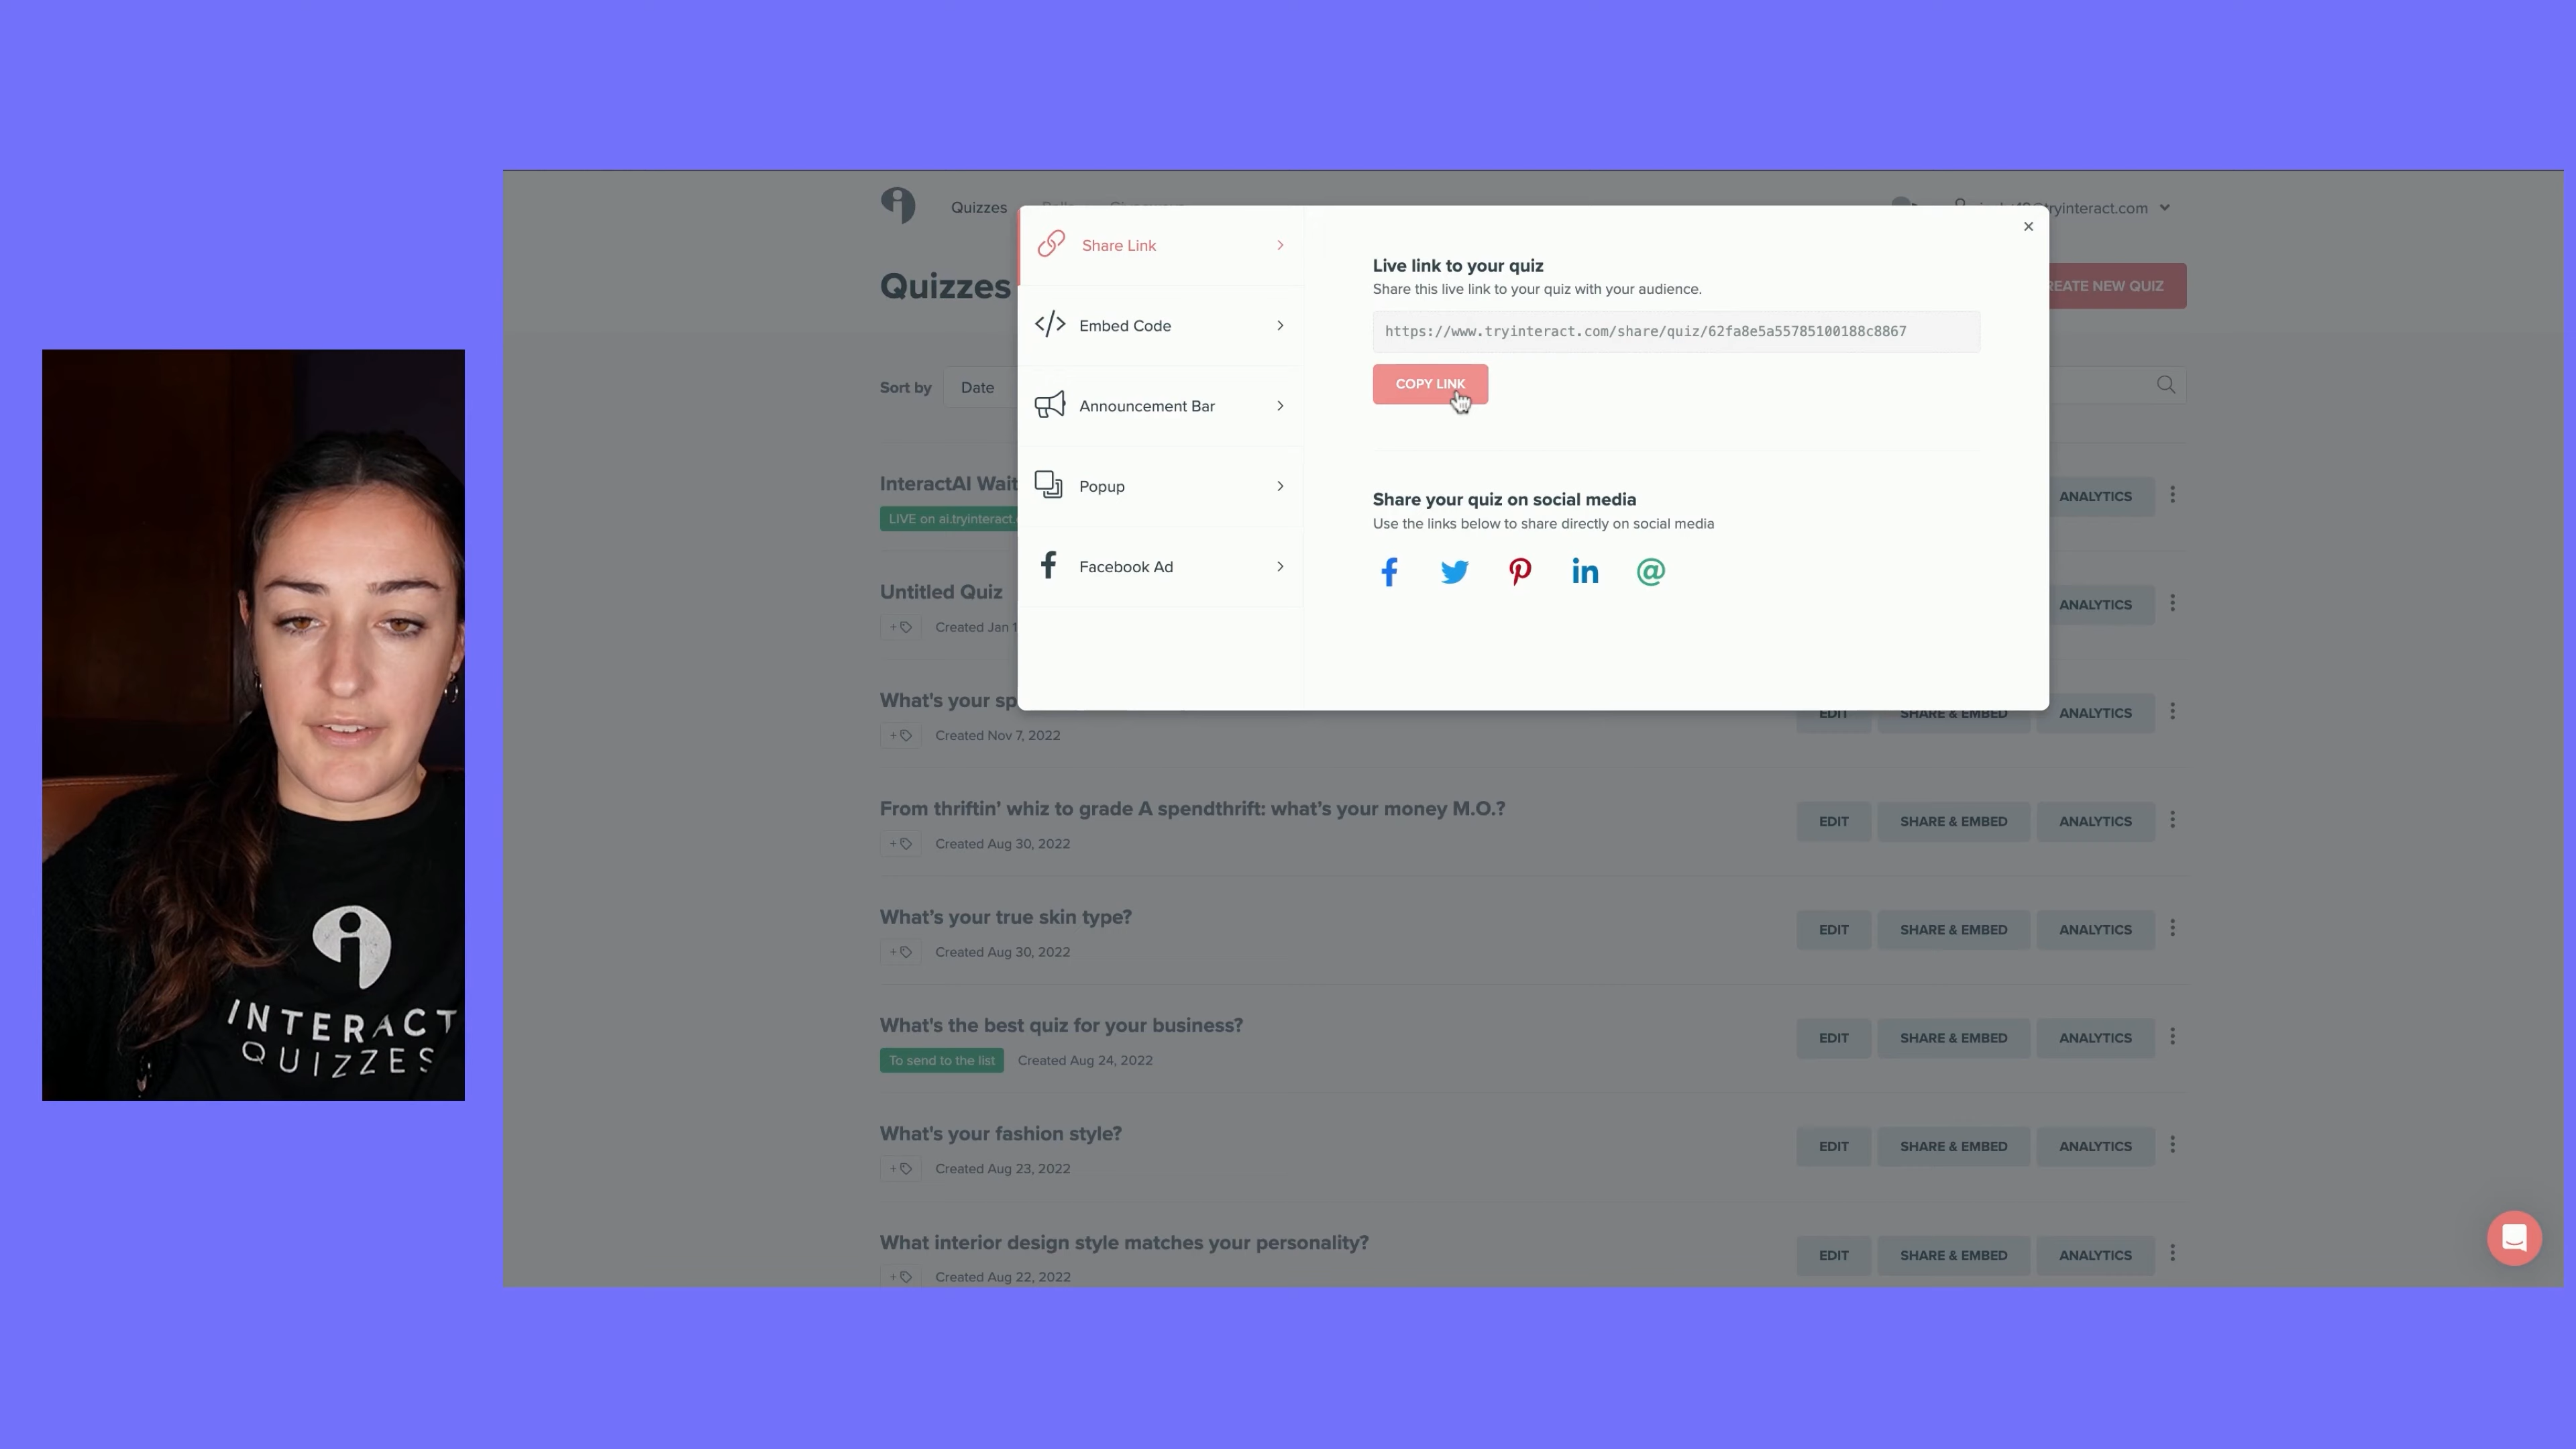 Quizzes
tryinteract.com
Quizzes
CREATE NEW QUIZ
Share Link
Embed Code
Announcement Bar
Popup
Facebook Ad
Live link to your quiz
Share this live link to your quiz with your audience.
https://www.tryinteract.com/share/quiz/62fa8e5a55785100188c8867
COPY LINK
Share your quiz on social media
Use the links below to share directly on social media
Sort by
Date
InteractAI Wait
LIVE on ai.tryinteract.
ANALYTICS
Untitled Quiz
Created Jan 1
ANALYTICS
What's your sp
Created Nov 7, 2022
EDIT
SHARE & EMBED
ANALYTICS
From thriftin' whiz to grade A spendthrift: what's your money M.O.?
Created Aug 30, 2022
EDIT
SHARE & EMBED
ANALYTICS
What's your true skin type?
Created Aug 30, 2022
EDIT
SHARE & EMBED
ANALYTICS
What's the best quiz for your business?
To send to the list
Created Aug 24, 2022
EDIT
SHARE & EMBED
ANALYTICS
What's your fashion style?
Created Aug 23, 2022
EDIT
SHARE & EMBED
ANALYTICS
What interior design style matches your personality?
Created Aug 22, 2022
EDIT
SHARE & EMBED
ANALYTICS
INTERACT
QUIZZES